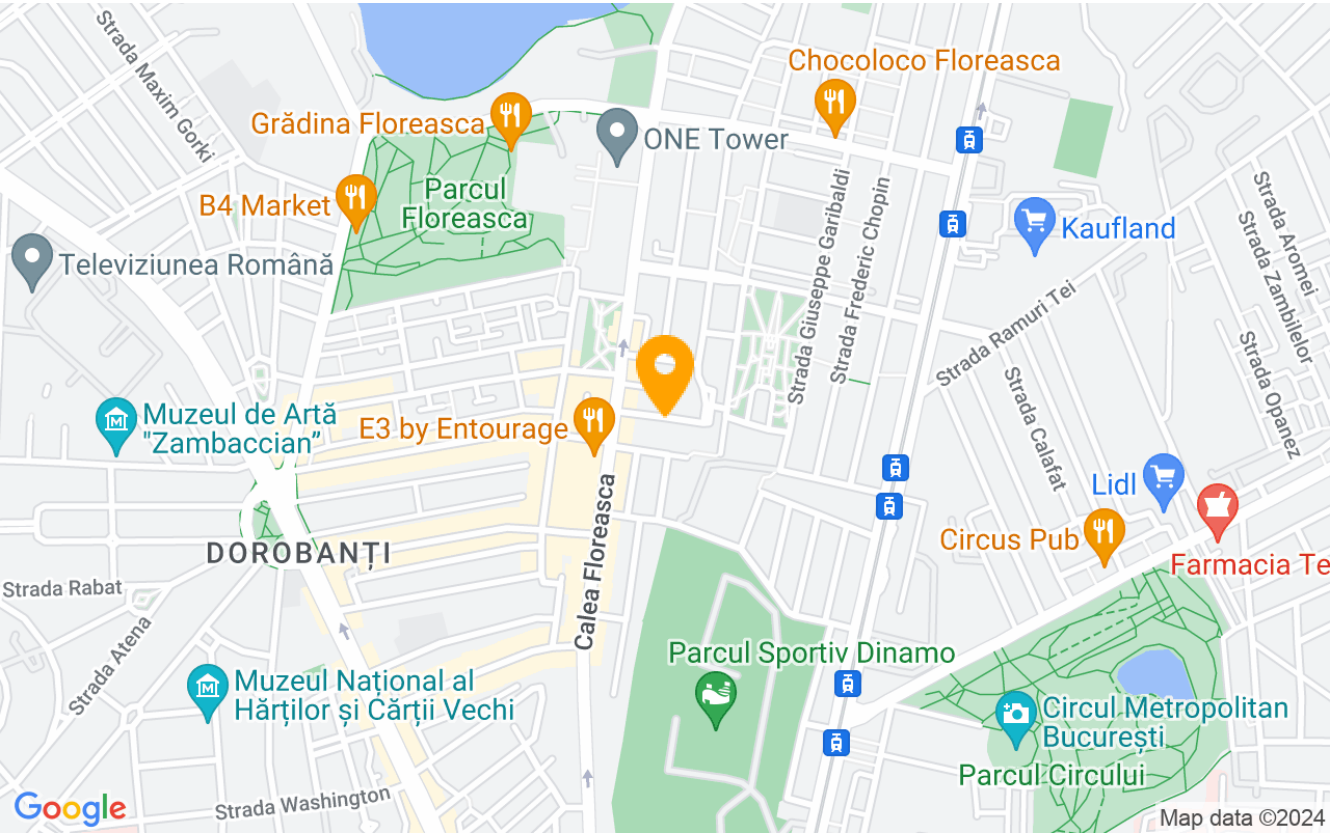 Strada Maxim Gorki
Chocoloco Floreasca
Grădina Floreasca
ONE Tower
Parcul
Floreasca
B4 Market
Kaufland
Televiziunea Română
Strada Giuseppe Garibaldi
Strada Frederic Chopin
Strada Aromei
Strada Zambilelor
Strada Ramuri Tei
Strada Opanez
Strada Calafat
Muzeul de Artă
"Zambaccian”
E3 by Entourage
Lidl
Calea Floreasca
DOROBANȚI
Circus Pub
Farmacia Te
Strada Rabat
Strada Atena
Parcul Sportiv Dinamo
Muzeul Național al
Hărților și Cărții Vechi
Circul Metropolitan
București
Parcul Circului
Strada Washington
Google
Map data ©2024